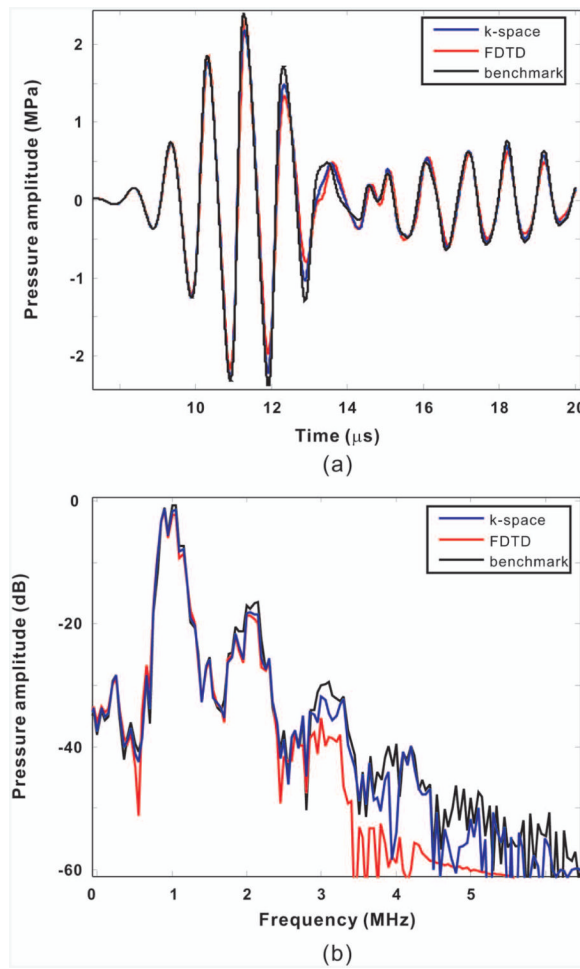 k-space
FDTD
benchmark
2
1
0
-1
-2
Pressure amplitude (MPa)
10 12 14 16 18 20
Time (μs)
(a)
k-space
FDTD
benchmark
0
-20
-40
-60
Pressure amplitude (dB)
0 1 2 3 4 5
Frequency (MHz)
(b)